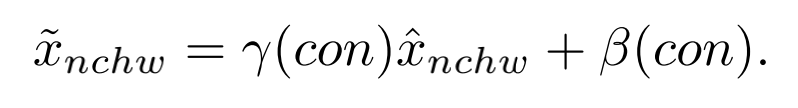 x̃_{nchw} = γ(con)x̂_{nchw} + β(con).